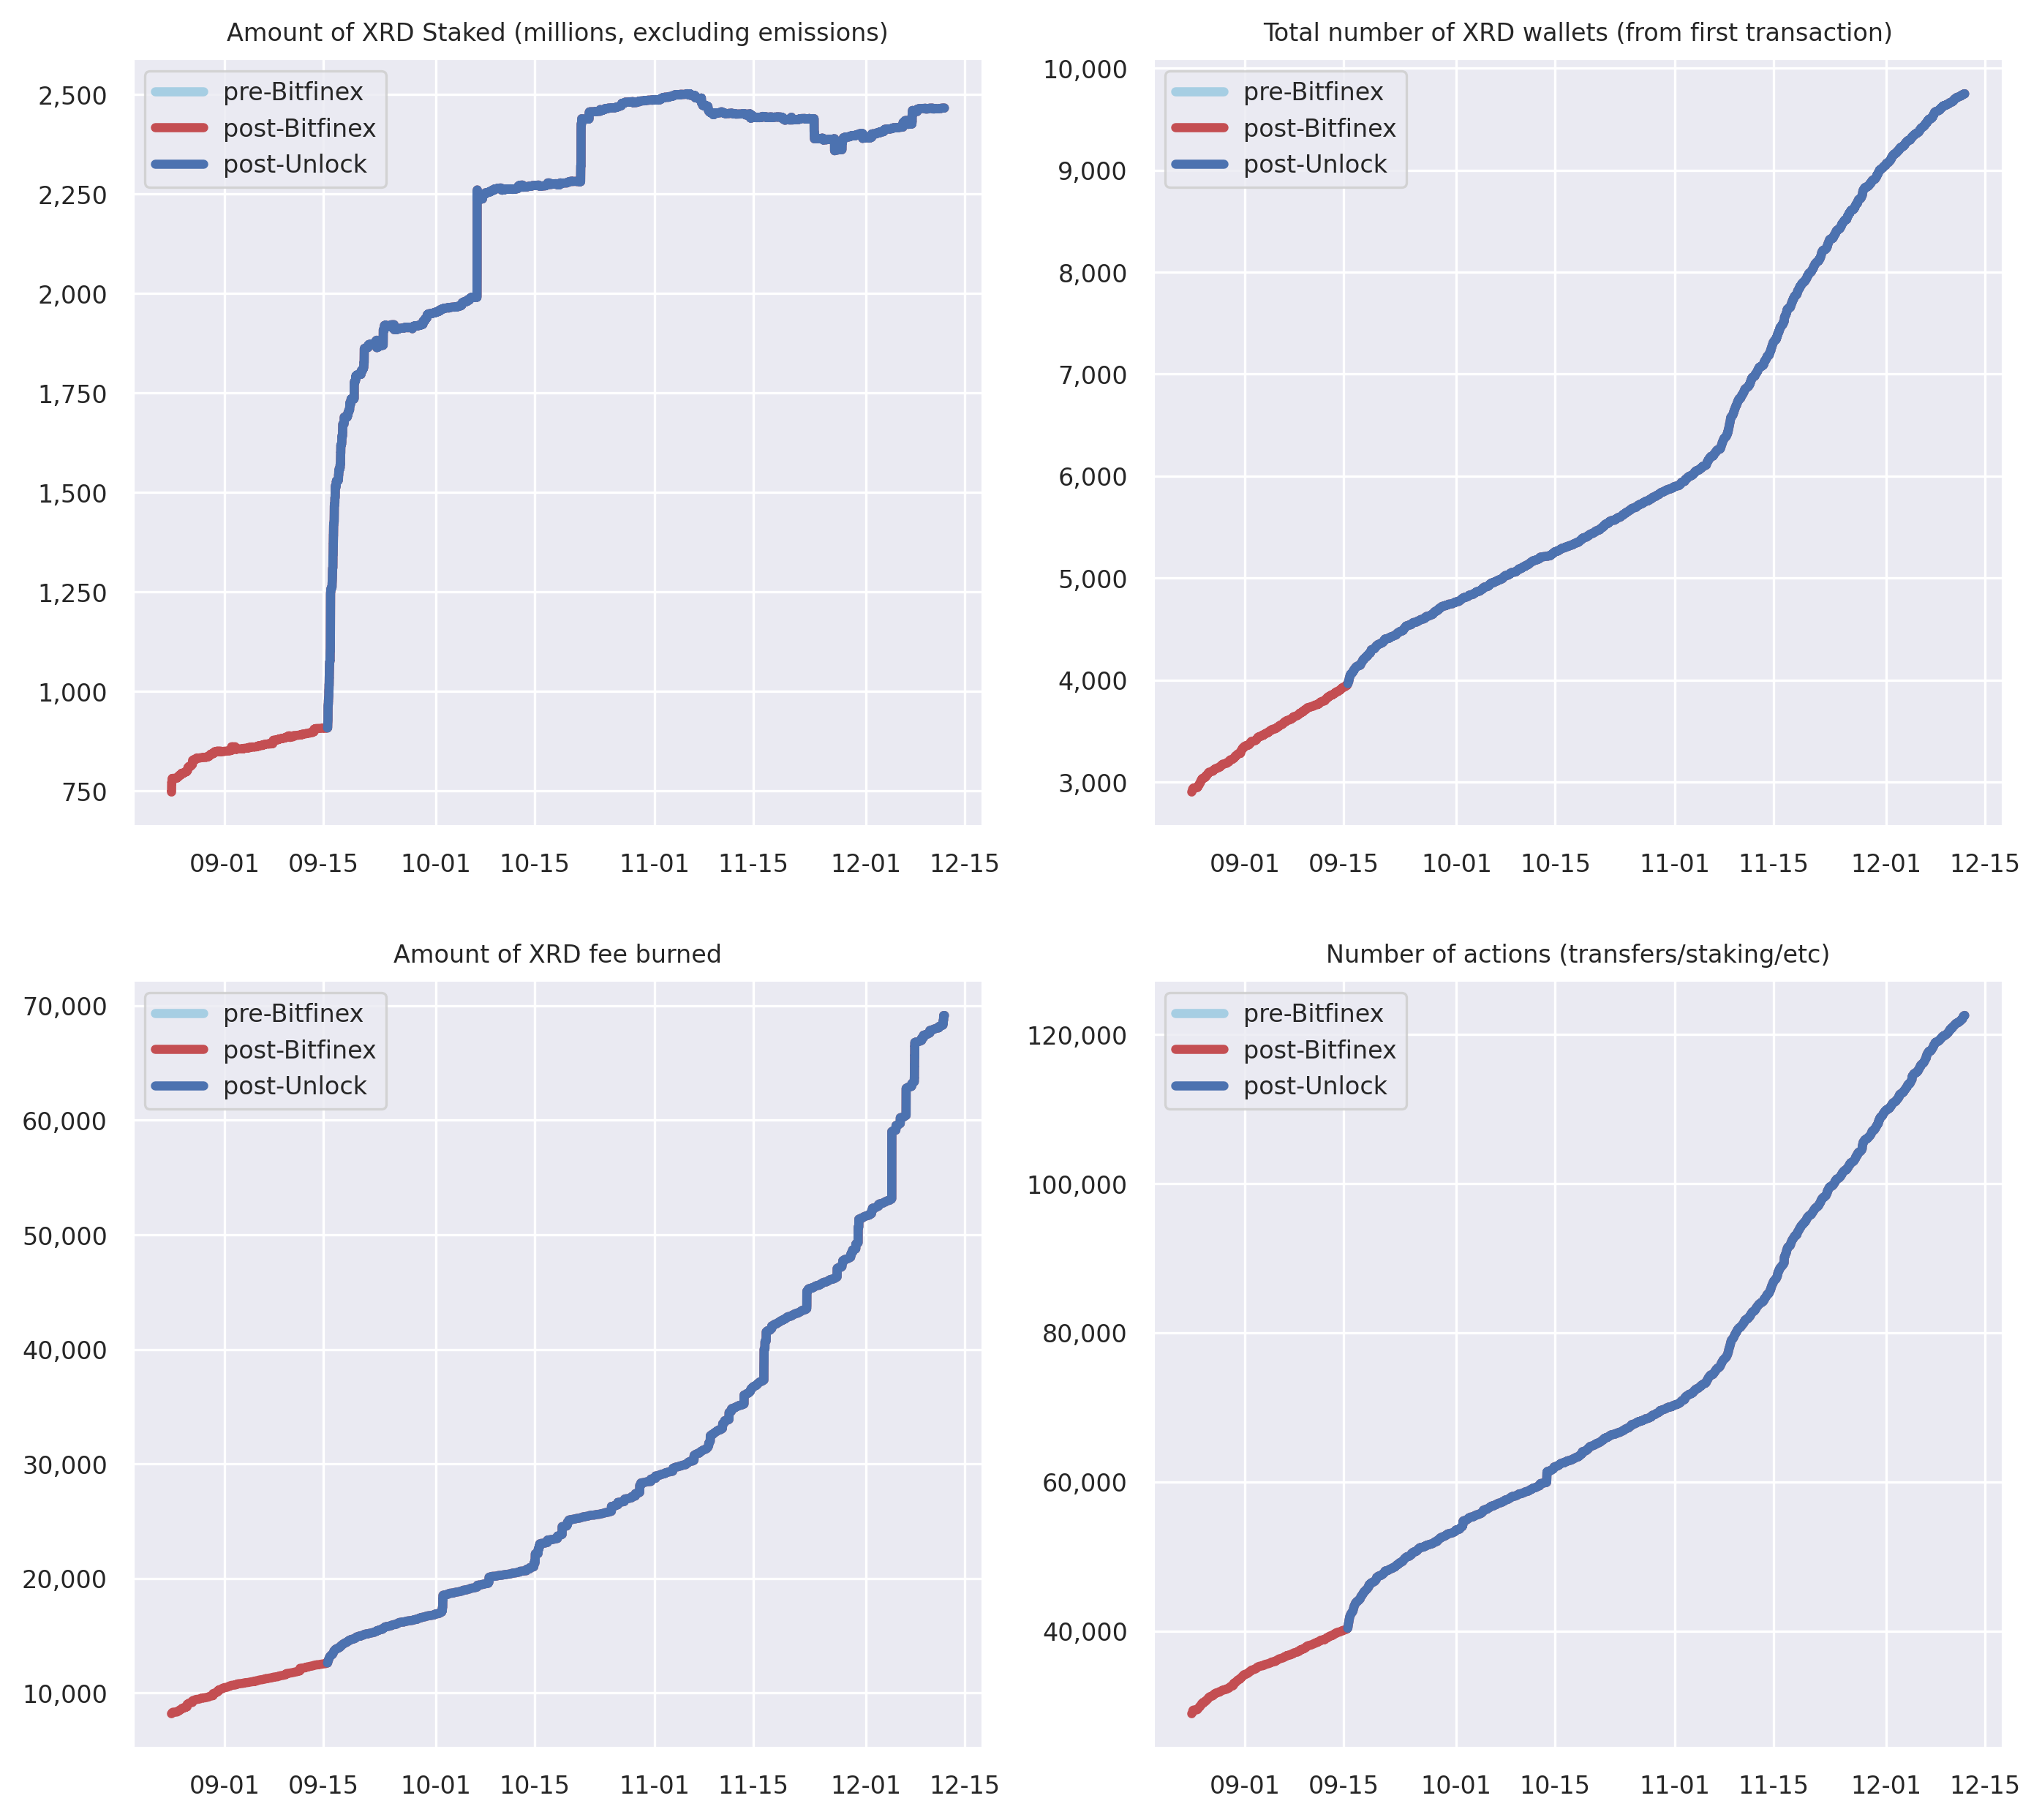 Amount of XRD Staked (millions, excluding emissions)
pre-Bitfinex
post-Bitfinex
post-Unlock
2,500
2,250
2,000
1,750
1,500
1,250
1,000
750
09-01 09-15 10-01 10-15 11-01 11-15 12-01 12-15
Total number of XRD wallets (from first transaction)
pre-Bitfinex
post-Bitfinex
post-Unlock
10,000
9,000
8,000
7,000
6,000
5,000
4,000
3,000
09-01 09-15 10-01 10-15 11-01 11-15 12-01 12-15
Amount of XRD fee burned
pre-Bitfinex
post-Bitfinex
post-Unlock
70,000
60,000
50,000
40,000
30,000
20,000
10,000
09-01 09-15 10-01 10-15 11-01 11-15 12-01 12-15
Number of actions (transfers/staking/etc)
pre-Bitfinex
post-Bitfinex
post-Unlock
120,000
100,000
80,000
60,000
40,000
09-01 09-15 10-01 10-15 11-01 11-15 12-01 12-15